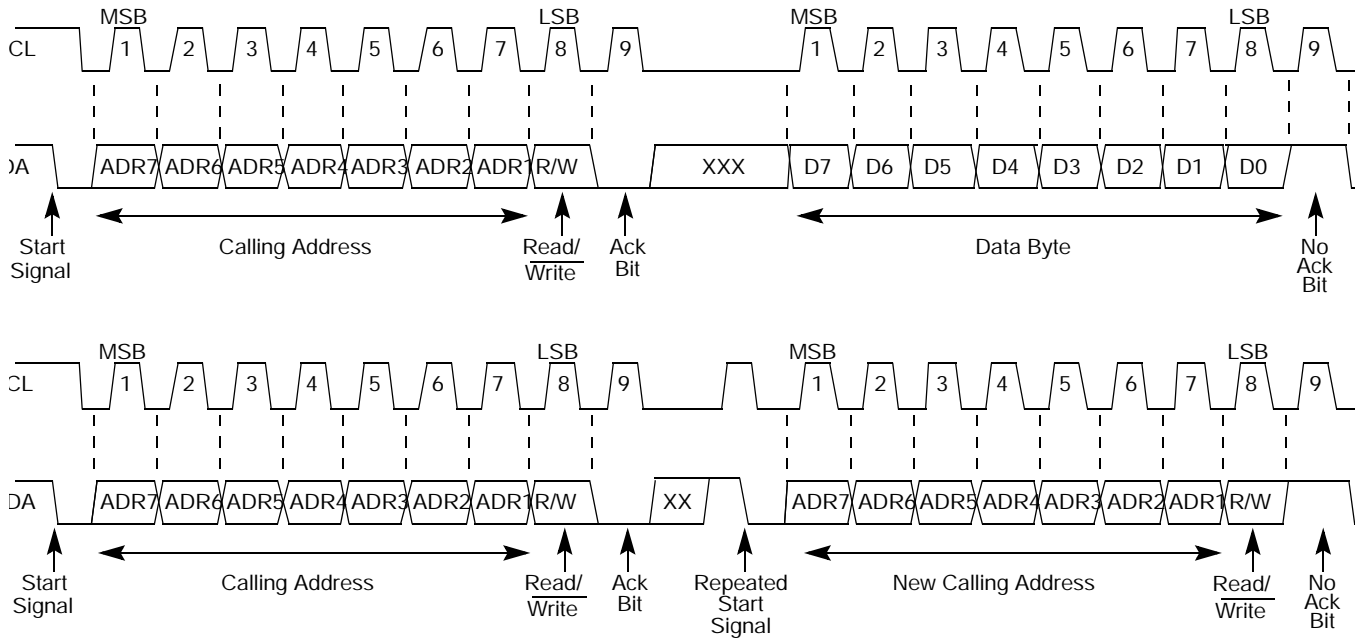 MSB LSB MSB LSB
CL 1 2 3 4 5 6 7 8 9 1 2 3 4 5 6 7 8 9
DA ADR7 ADR6 ADR5 ADR4 ADR3 ADR2 ADR1 R/W XXX D7 D6 D5 D4 D3 D2 D1 D0
Start Signal Calling Address Read/Write Ack Bit Data Byte No Ack Bit
MSB LSB MSB LSB
CL 1 2 3 4 5 6 7 8 9 1 2 3 4 5 6 7 8 9
DA ADR7 ADR6 ADR5 ADR4 ADR3 ADR2 ADR1 R/W XX ADR7 ADR6 ADR5 ADR4 ADR3 ADR2 ADR1 R/W
Start Signal Calling Address Read/Write Ack Bit Repeated Start Signal New Calling Address Read/Write No Ack Bit